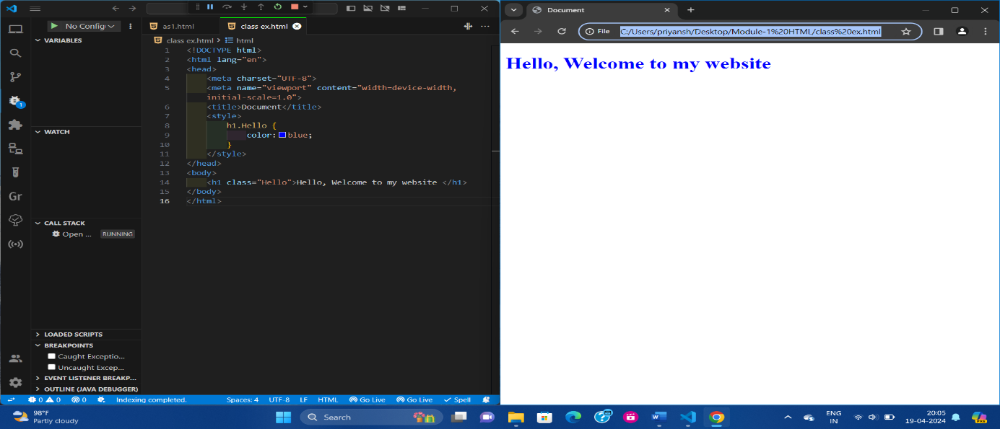 No Config
as1.html
class ex.html
VARIABLES
WATCH
CALL STACK
Open ...
RUNNING
LOADED SCRIPTS
BREAKPOINTS
Caught Exceptio...
Uncaught Excep...
EVENT LISTENER BREAKP...
OUTLINE (JAVA DEBUGGER)
1
Gr
class ex.html > html
1 <!DOCTYPE html>
2 <html lang="en">
3 <head>
4 <meta charset="UTF-8">
5 <meta name="viewport" content="width=device-width,
initial-scale=1.0">
6 <title>Document</title>
7 <style>
8 h1.Hello {
9 color: blue;
10 }
11 </style>
12 </head>
13 <body>
14 <h1 class="Hello">Hello, Welcome to my website </h1>
15 </body>
16 </html>
0 0 0 Indexing completed. Spaces: 4 UTF-8 LF HTML Go Live Go Live Spell
Document
File C:/Users/priyansh/Desktop/Module-1%20HTML/class%20ex.html
Hello, Welcome to my website
98°F
Partly cloudy
Search
ENG
IN
20:05
19-04-2024
PRE